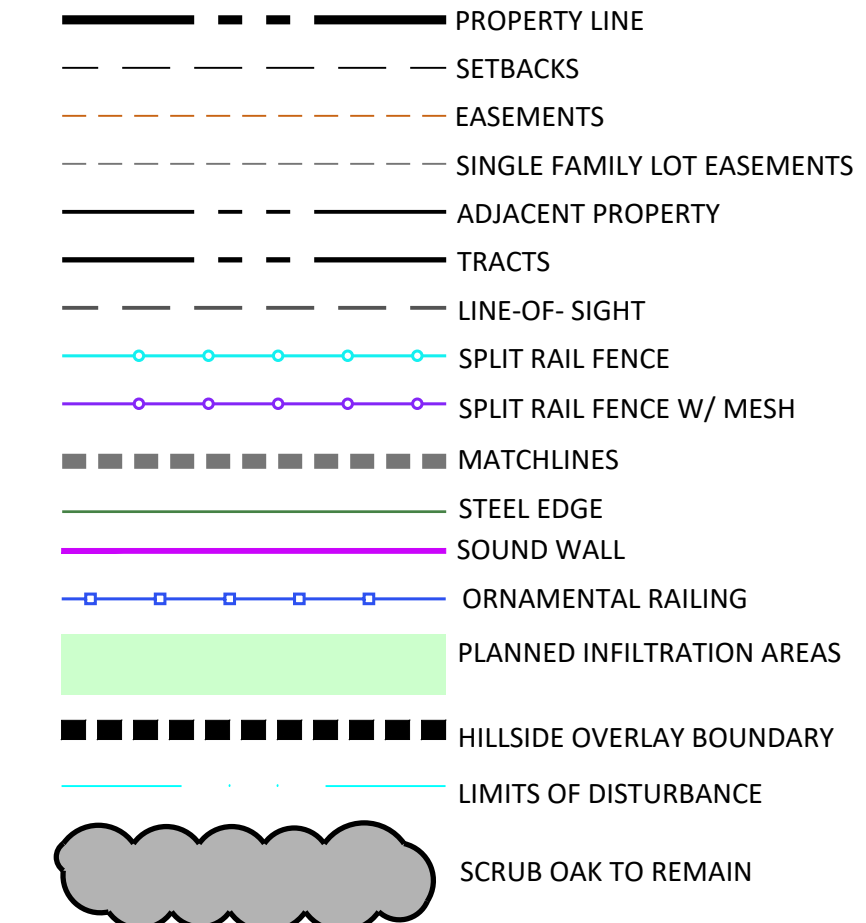 PROPERTY LINE
SETBACKS
EASEMENTS
SINGLE FAMILY LOT EASEMENTS
ADJACENT PROPERTY
TRACTS
LINE-OF- SIGHT
SPLIT RAIL FENCE
SPLIT RAIL FENCE W/ MESH
MATCHLINES
STEEL EDGE
SOUND WALL
ORNAMENTAL RAILING
PLANNED INFILTRATION AREAS
HILLSIDE OVERLAY BOUNDARY
LIMITS OF DISTURBANCE
SCRUB OAK TO REMAIN